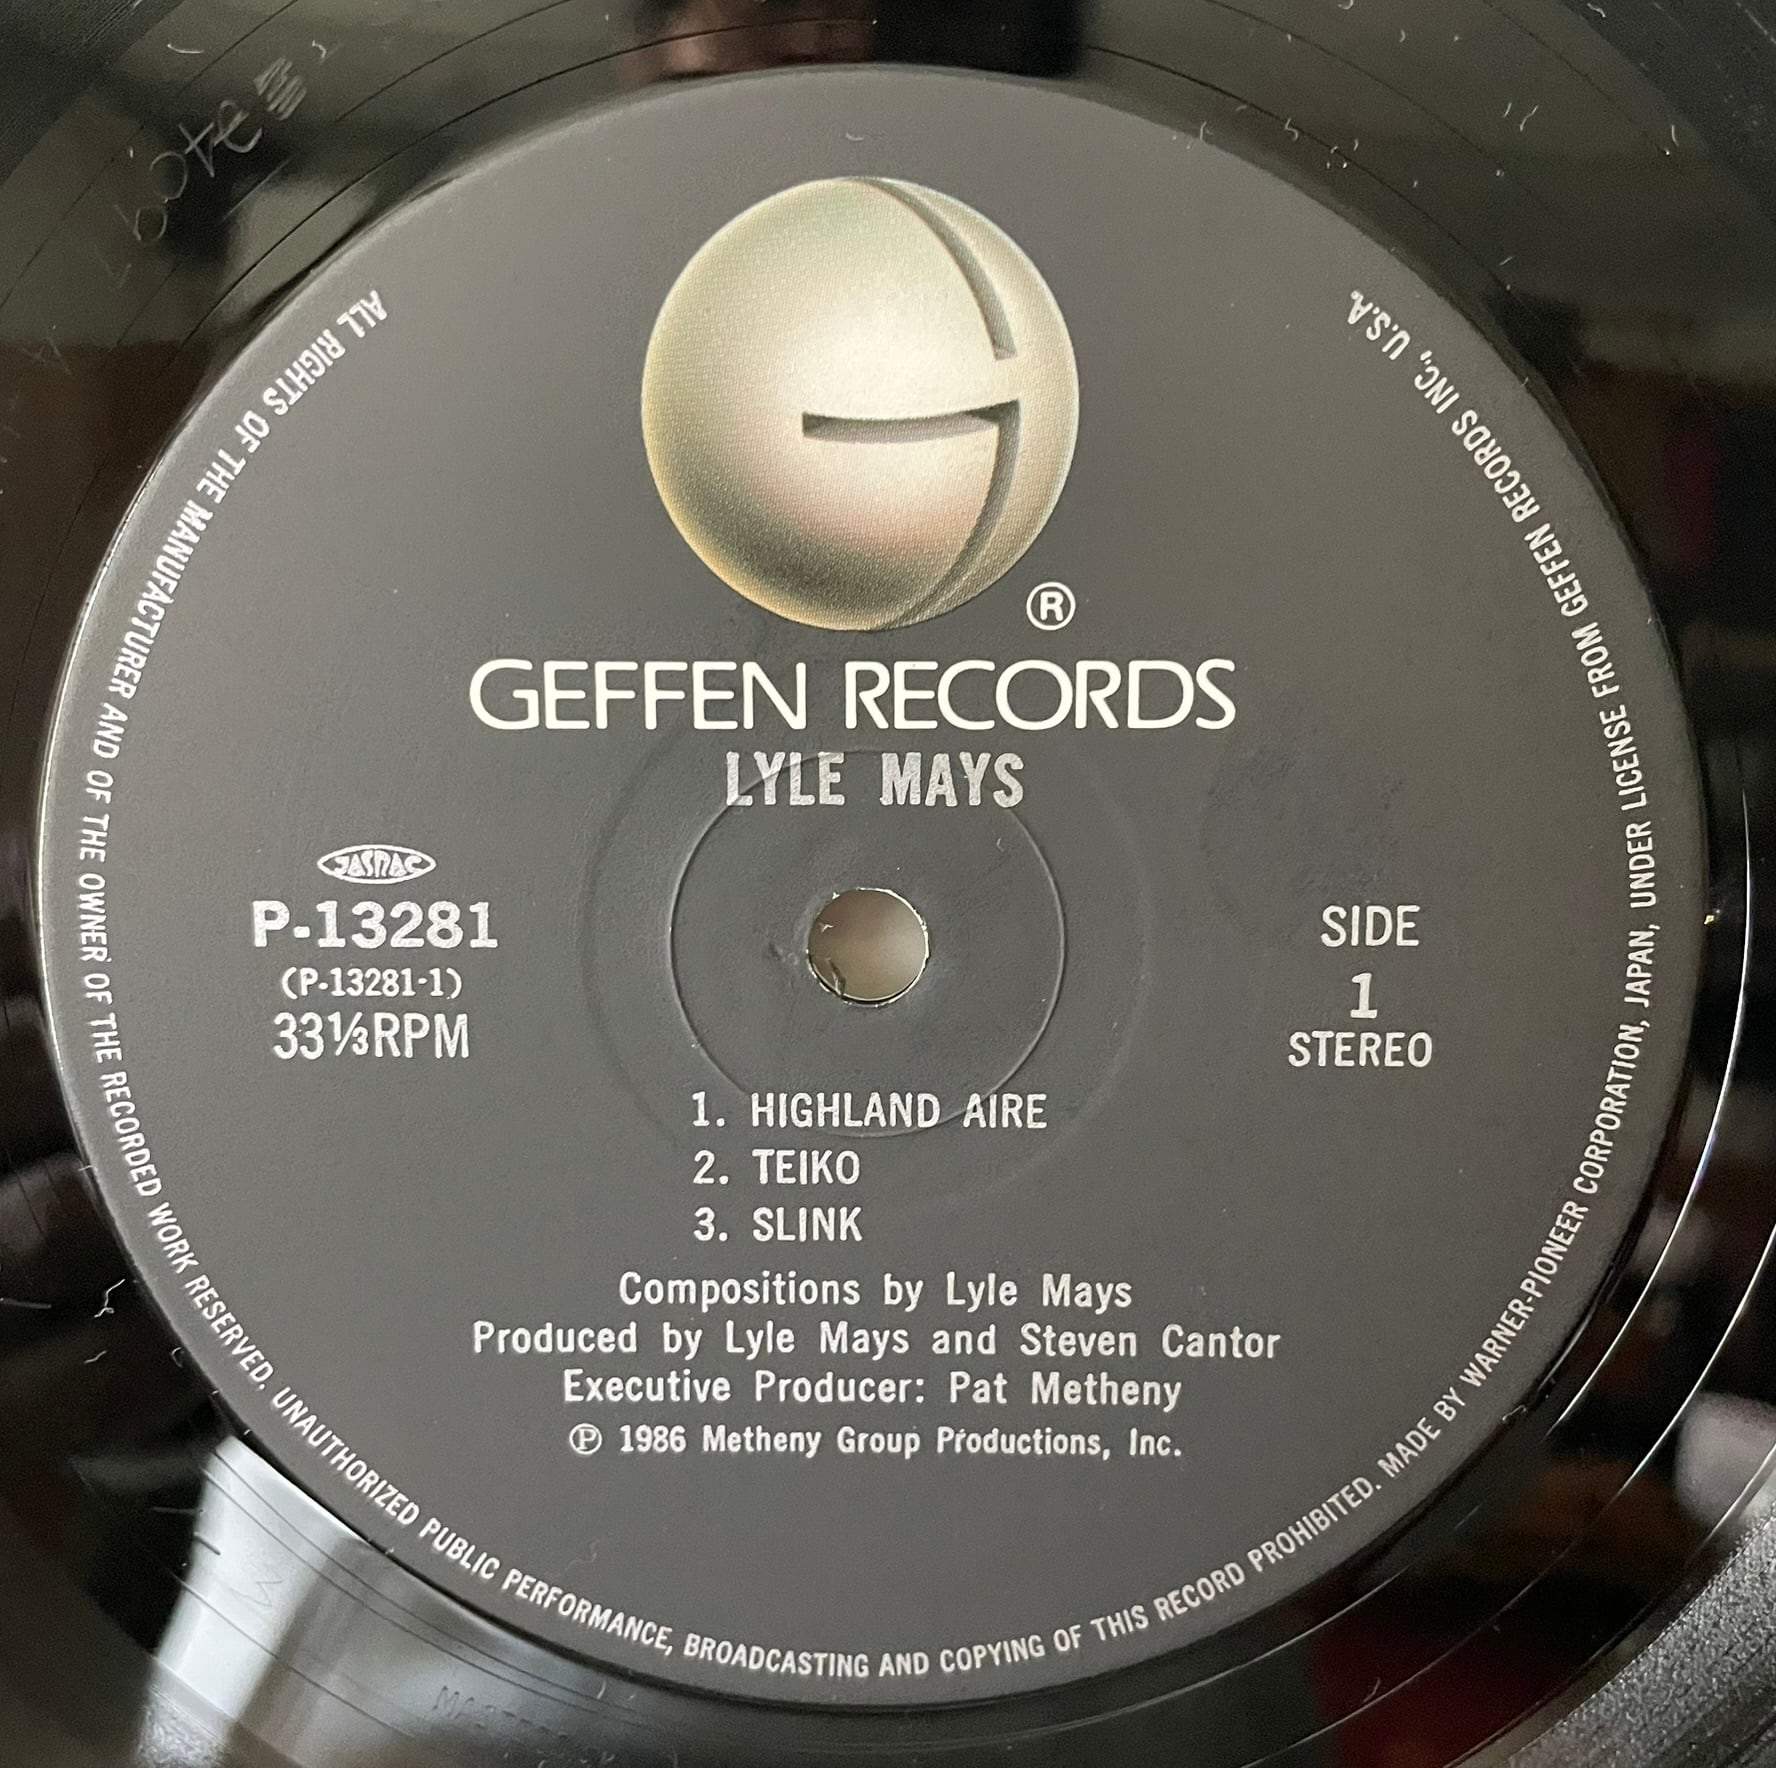 GEFFEN RECORDS
LYLE MAYS
JASRAC
P-13281
(P-13281-1)
33⅓RPM
SIDE
1
STEREO
1. HIGHLAND AIRE
2. TEIKO
3. SLINK
Compositions by Lyle Mays
Produced by Lyle Mays and Steven Cantor
Executive Producer: Pat Metheny
℗ 1986 Metheny Group Productions, Inc.
ALL RIGHTS OF THE MANUFACTURER AND OF THE OWNER OF THE RECORDED WORK RESERVED. UNAUTHORIZED PUBLIC PERFORMANCE, BROADCASTING AND COPYING OF THIS RECORD PROHIBITED. MADE BY WARNER-PIONEER CORPORATION, JAPAN, UNDER LICENSE FROM GEFFEN RECORDS INC., U.S.A.